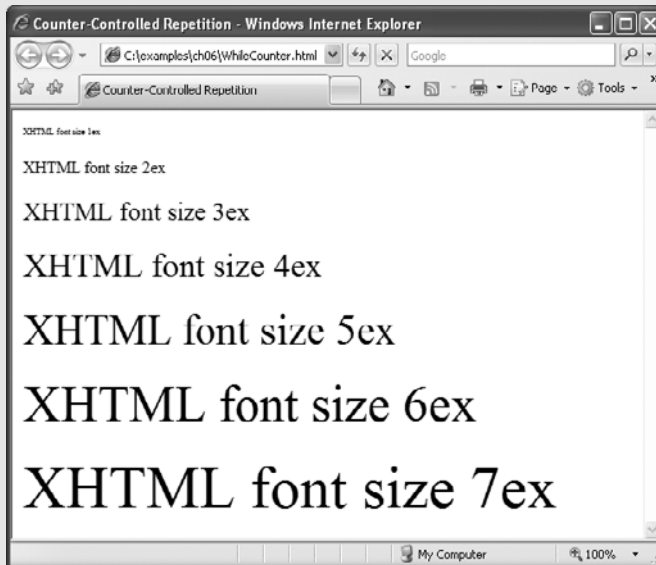 Counter-Controlled Repetition - Windows Internet Explorer
C:\examples\ch06\WhileCounter.html
Google
Counter-Controlled Repetition
Page
Tools
»
XHTML font size 1ex
XHTML font size 2ex
XHTML font size 3ex
XHTML font size 4ex
XHTML font size 5ex
XHTML font size 6ex
XHTML font size 7ex
My Computer
100%